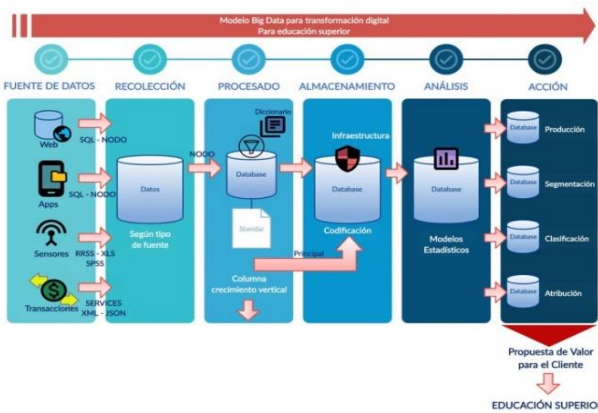 Modelo Big Data para transformación digital
Para educación superior
FUENTE DE DATOS
RECOLECCIÓN
PROCESADO
ALMACENAMIENTO
ANÁLISIS
ACCIÓN
Web
SQL - NODO
Apps
SQL - NODO
Sensores
RRSS - XLS
SPSS
Transacciones
SERVICES
XML - JSON
Datos
Según tipo
de fuente
NODO
Diccionario
Database
Standar
Columna
crecimiento vertical
Principal
Infraestructura
Database
Codificación
Database
Modelos
Estadísticos
Database
Producción
Database
Segmentación
Database
Clasificación
Database
Atribución
Propuesta de Valor
para el Cliente
EDUCACIÓN SUPERIO